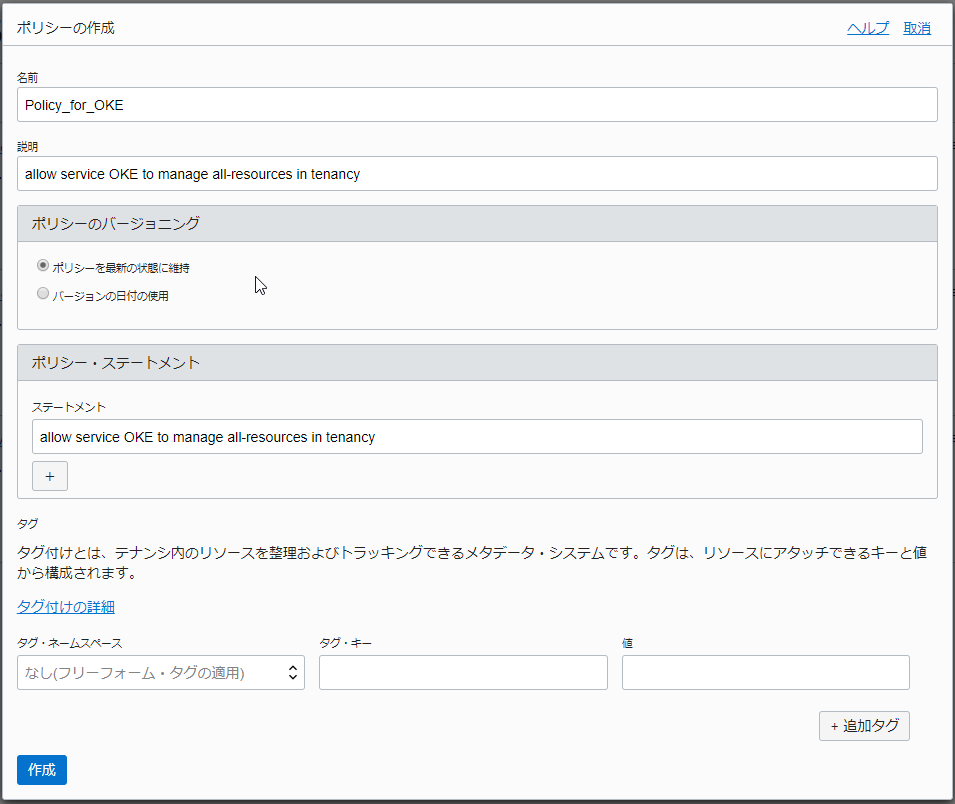 ポリシーの作成
ヘルプ 取消
名前
Policy_for_OKE
説明
allow service OKE to manage all-resources in tenancy
ポリシーのバージョニング
ポリシーを最新の状態に維持
バージョンの日付の使用
ポリシー・ステートメント
ステートメント
allow service OKE to manage all-resources in tenancy
+
タグ
タグ付けとは、テナンシ内のリソースを整理およびトラッキングできるメタデータ・システムです。タグは、リソースにアタッチできるキーと値
から構成されます。
タグ付けの詳細
タグ・ネームスペース タグ・キー 値
なし(フリーフォーム・タグの適用)
+ 追加タグ
作成